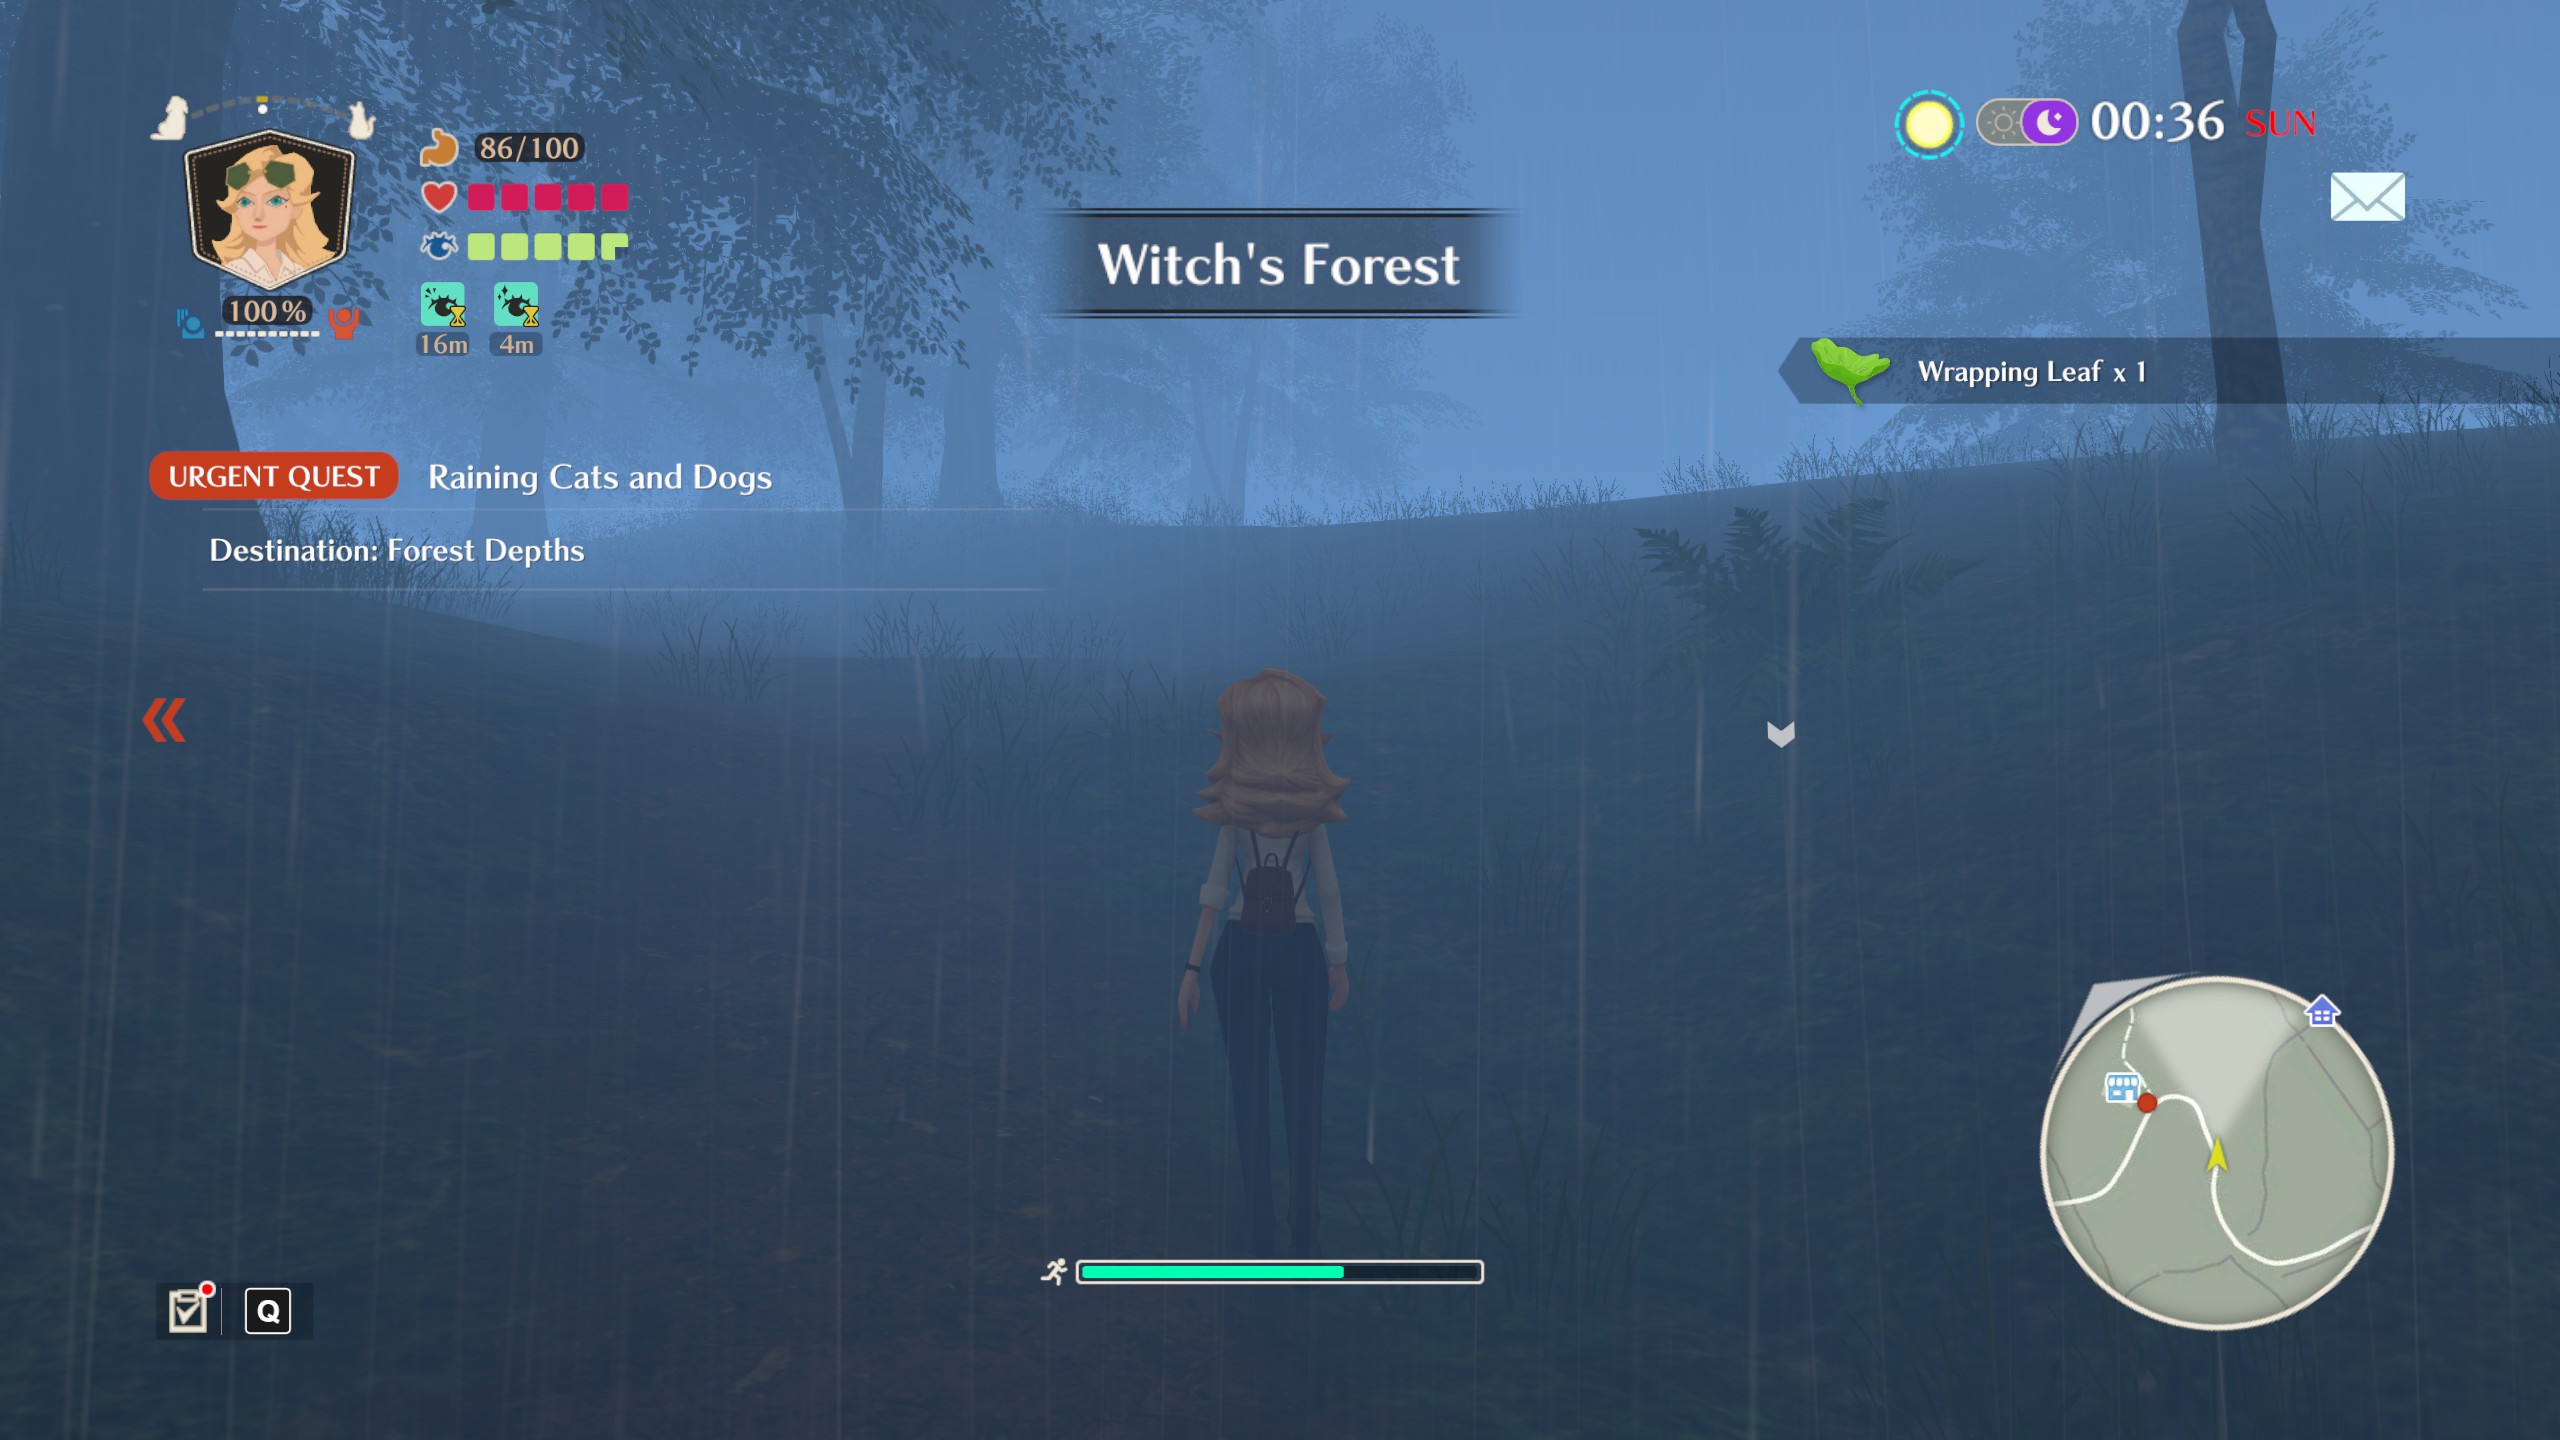 86/100
00:36 SUN
Witch's Forest
100%
16m 4m
Wrapping Leaf x 1
URGENT QUEST Raining Cats and Dogs
Destination: Forest Depths
Q